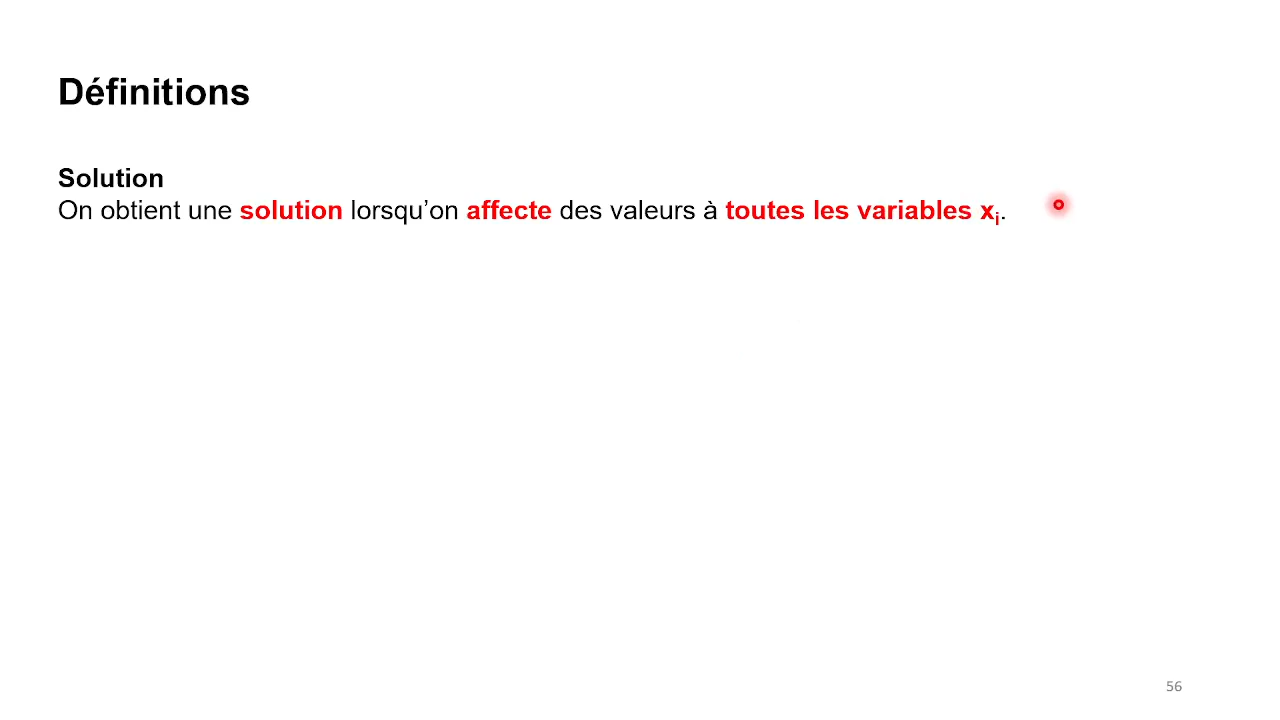 Définitions
Solution
On obtient une solution lorsqu’on affecte des valeurs à toutes les variables xi.
56